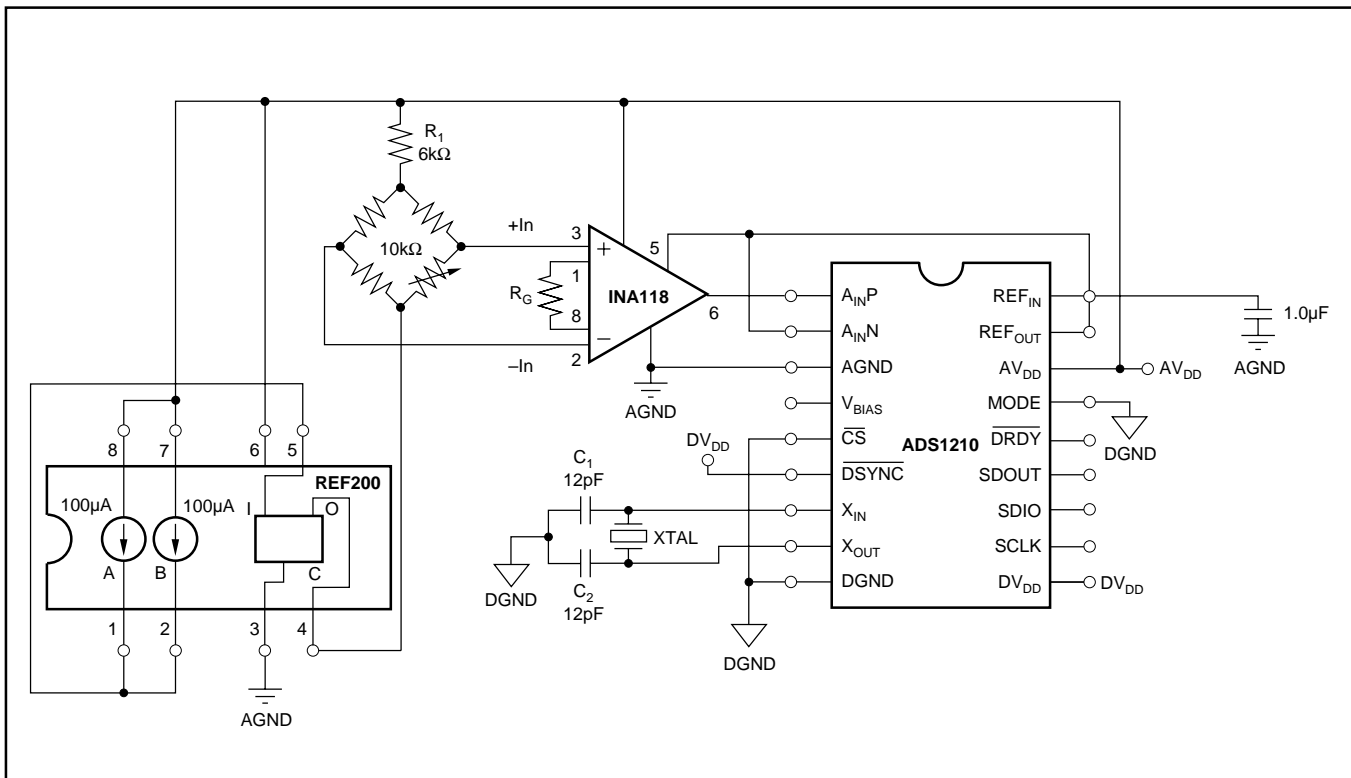 R1
6kΩ
+In
10kΩ
3
5
+
1
RG
INA118
6
8
–
2
–In
AGND
AINP
REFIN
1.0µF
AINN
REFOUT
AGND
AGND
AVDD
AVDD
VBIAS
MODE
DGND
CS
ADS1210
DRDY
DVDD
DSYNC
SDOUT
C1
12pF
XIN
SDIO
XTAL
XOUT
SCLK
DGND
C2
12pF
DGND
DVDD
DVDD
DGND
8
7
6
5
REF200
100µA
100µA
I
O
A
B
C
1
2
3
4
AGND